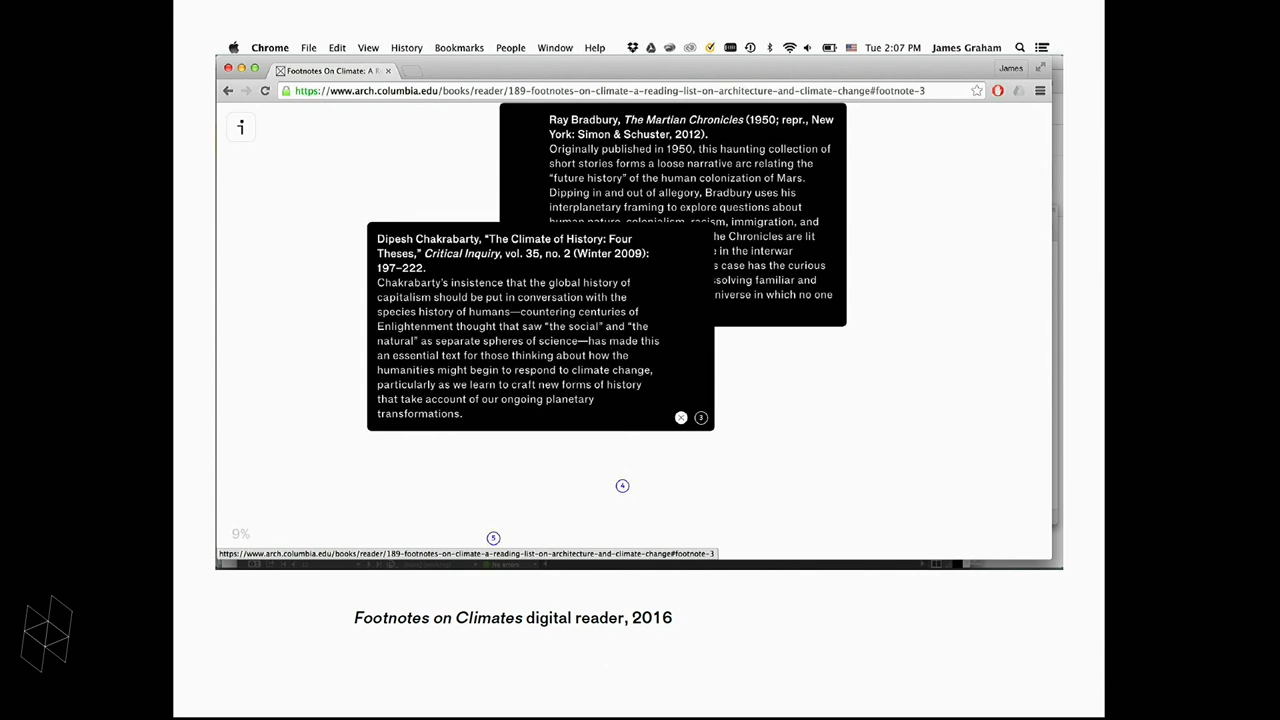 Chrome File Edit View History Bookmarks People Window Help Tue 2:07 PM James Graham
Footnotes On Climate: A R
James
https://www.arch.columbia.edu/books/reader/189-footnotes-on-climate-a-reading-list-on-architecture-and-climate-change#footnote-3
i
Ray Bradbury, The Martian Chronicles (1950; repr., New
York: Simon & Schuster, 2012).
Originally published in 1950, this haunting collection of
short stories forms a loose narrative arc relating the
“future history” of the human colonization of Mars.
Dipping in and out of allegory, Bradbury uses his
interplanetary framing to explore questions about
human nature, colonialism, racism, immigration, and
he Chronicles are lit
e in the interwar
s case has the curious
ssolving familiar and
niverse in which no one
Dipesh Chakrabarty, “The Climate of History: Four
Theses,” Critical Inquiry, vol. 35, no. 2 (Winter 2009):
197–222.
Chakrabarty’s insistence that the global history of
capitalism should be put in conversation with the
species history of humans—countering centuries of
Enlightenment thought that saw “the social” and “the
natural” as separate spheres of science—has made this
an essential text for those thinking about how the
humanities might begin to respond to climate change,
particularly as we learn to craft new forms of history
that take account of our ongoing planetary
transformations.
3
4
5
9%
https://www.arch.columbia.edu/books/reader/189-footnotes-on-climate-a-reading-list-on-architecture-and-climate-change#footnote-3
No errors
Footnotes on Climates digital reader, 2016